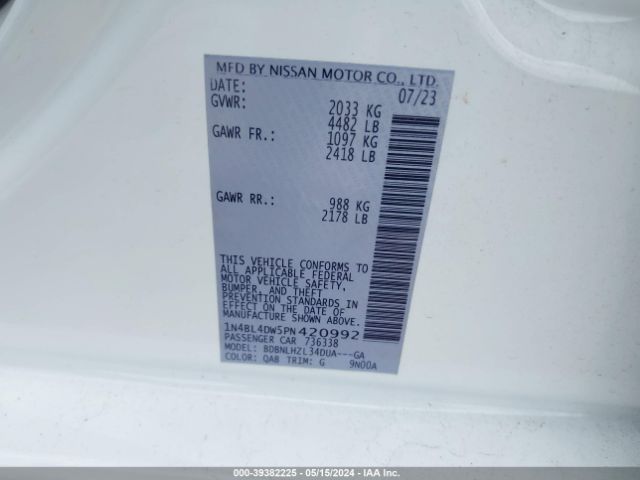 MFD BY NISSAN MOTOR CO., LTD.
DATE: 07/23
GVWR: 2033 KG
4482 LB
GAWR FR.: 1097 KG
2418 LB
GAWR RR.: 988 KG
2178 LB
THIS VEHICLE CONFORMS TO
ALL APPLICABLE FEDERAL
MOTOR VEHICLE SAFETY,
BUMPER, AND THEFT
PREVENTION STANDARDS
IN EFFECT ON THE DATE OF
MANUFACTURE SHOWN ABOVE.
1N4BL4DW5PN420992
PASSENGER CAR 736338
MODEL: BDBNLHZL34DUA---GA
COLOR: QAB TRIM: G 9N00A
000-39382225 - 05/15/2024 - IAA Inc.